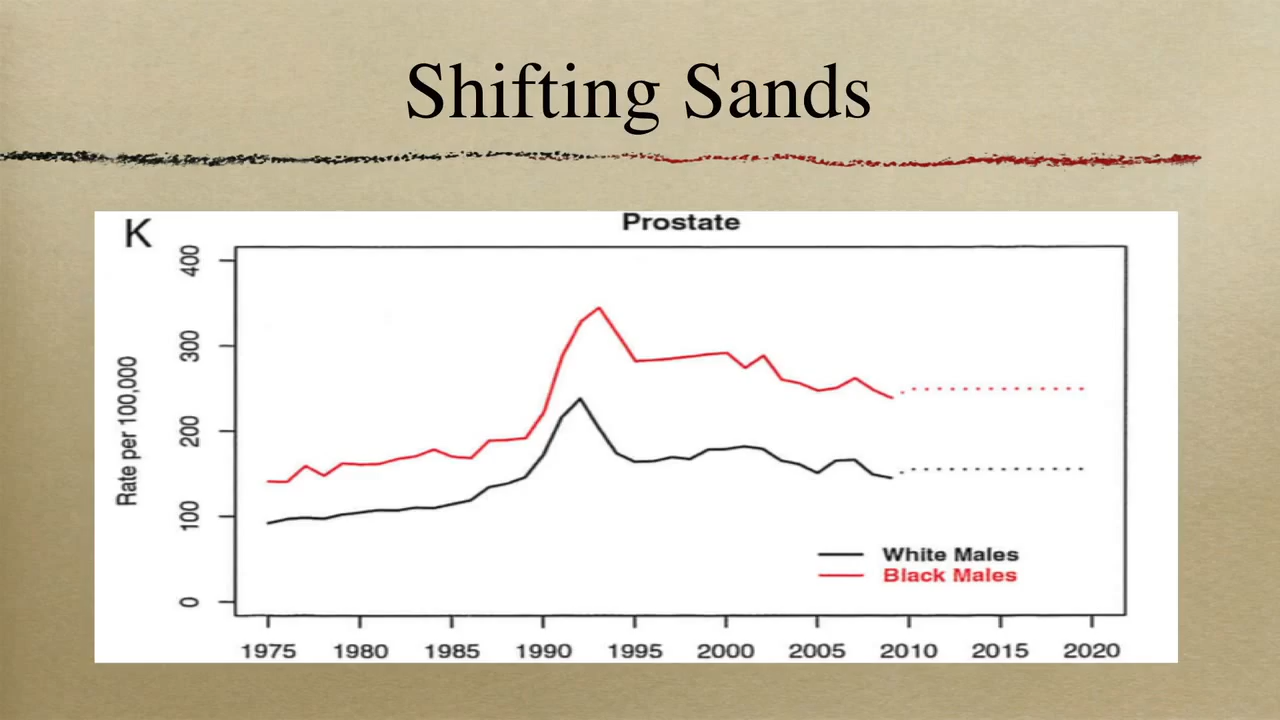 Shifting Sands
K
Prostate
Rate per 100,000
400
300
200
100
0
White Males
Black Males
1975 1980 1985 1990 1995 2000 2005 2010 2015 2020